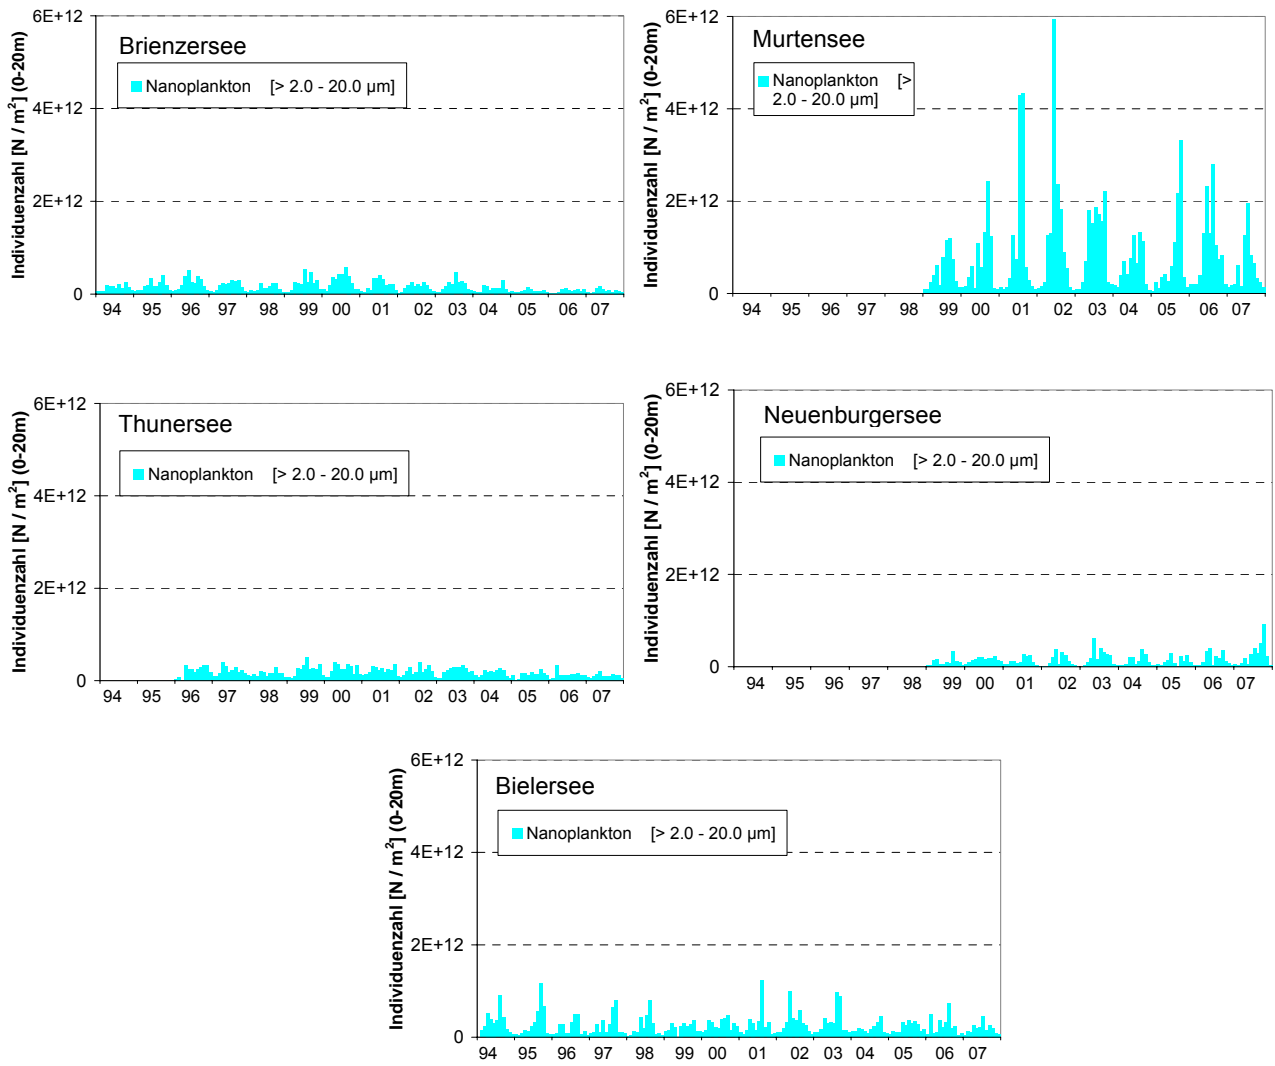 Individuenzahl [N / m²] (0-20m)
6E+12
4E+12
2E+12
0
Brienzersee
Nanoplankton [> 2.0 - 20.0 µm]
94 95 96 97 98 99 00 01 02 03 04 05 06 07
Individuenzahl [N / m²] (0-20m)
6E+12
4E+12
2E+12
0
Murtensee
Nanoplankton [>
2.0 - 20.0 µm]
94 95 96 97 98 99 00 01 02 03 04 05 06 07
Individuenzahl [N / m²] (0-20m)
6E+12
4E+12
2E+12
0
Thunersee
Nanoplankton [> 2.0 - 20.0 µm]
94 95 96 97 98 99 00 01 02 03 04 05 06 07
Individuenzahl [N / m²] (0-20m)
6E+12
4E+12
2E+12
0
Neuenburgersee
Nanoplankton [> 2.0 - 20.0 µm]
94 95 96 97 98 99 00 01 02 03 04 05 06 07
Individuenzahl [N / m²] (0-20m)
6E+12
4E+12
2E+12
0
Bielersee
Nanoplankton [> 2.0 - 20.0 µm]
94 95 96 97 98 99 00 01 02 03 04 05 06 07